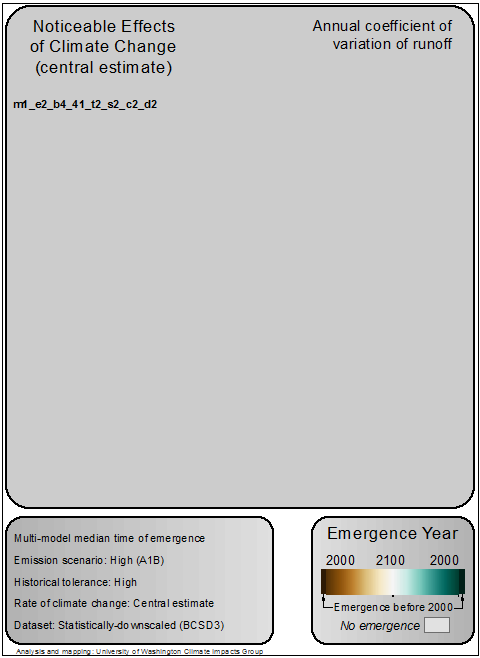 Noticeable Effects
of Climate Change
(central estimate)
Annual coefficient of
variation of runoff
m1_e2_b4_41_t2_s2_c2_d2
Multi-model median time of emergence
Emission scenario: High (A1B)
Historical tolerance: High
Rate of climate change: Central estimate
Dataset: Statistically-downscaled (BCSD3)
Emergence Year
2000 2100 2000
Emergence before 2000
No emergence
Analysis and mapping: University of Washington Climate Impacts Group